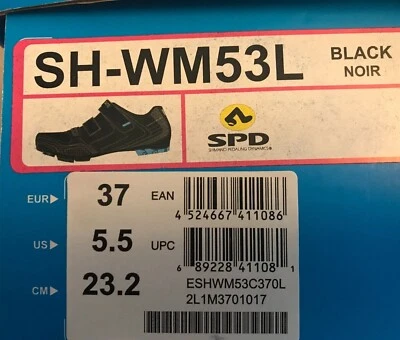 SH-WM53L
BLACK
NOIR
SPD
SHIMANO PEDALING DYNAMICS
EUR 37 EAN
4 524667 411086
US 5.5 UPC
6 89228 41108 1
CM 23.2
ESHWM53C370L
2L1M3701017